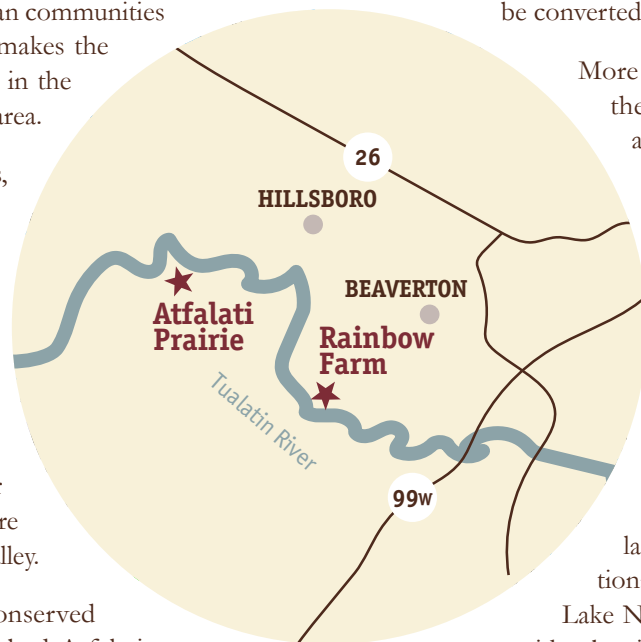 an communities
makes the
in the
area.
be converted
More
the
a
26
HILLSBORO
BEAVERTON
Atfalati
Prairie
Rainbow
Farm
Tualatin River
99W
re
lley.
onserved
la
tion
Lake N